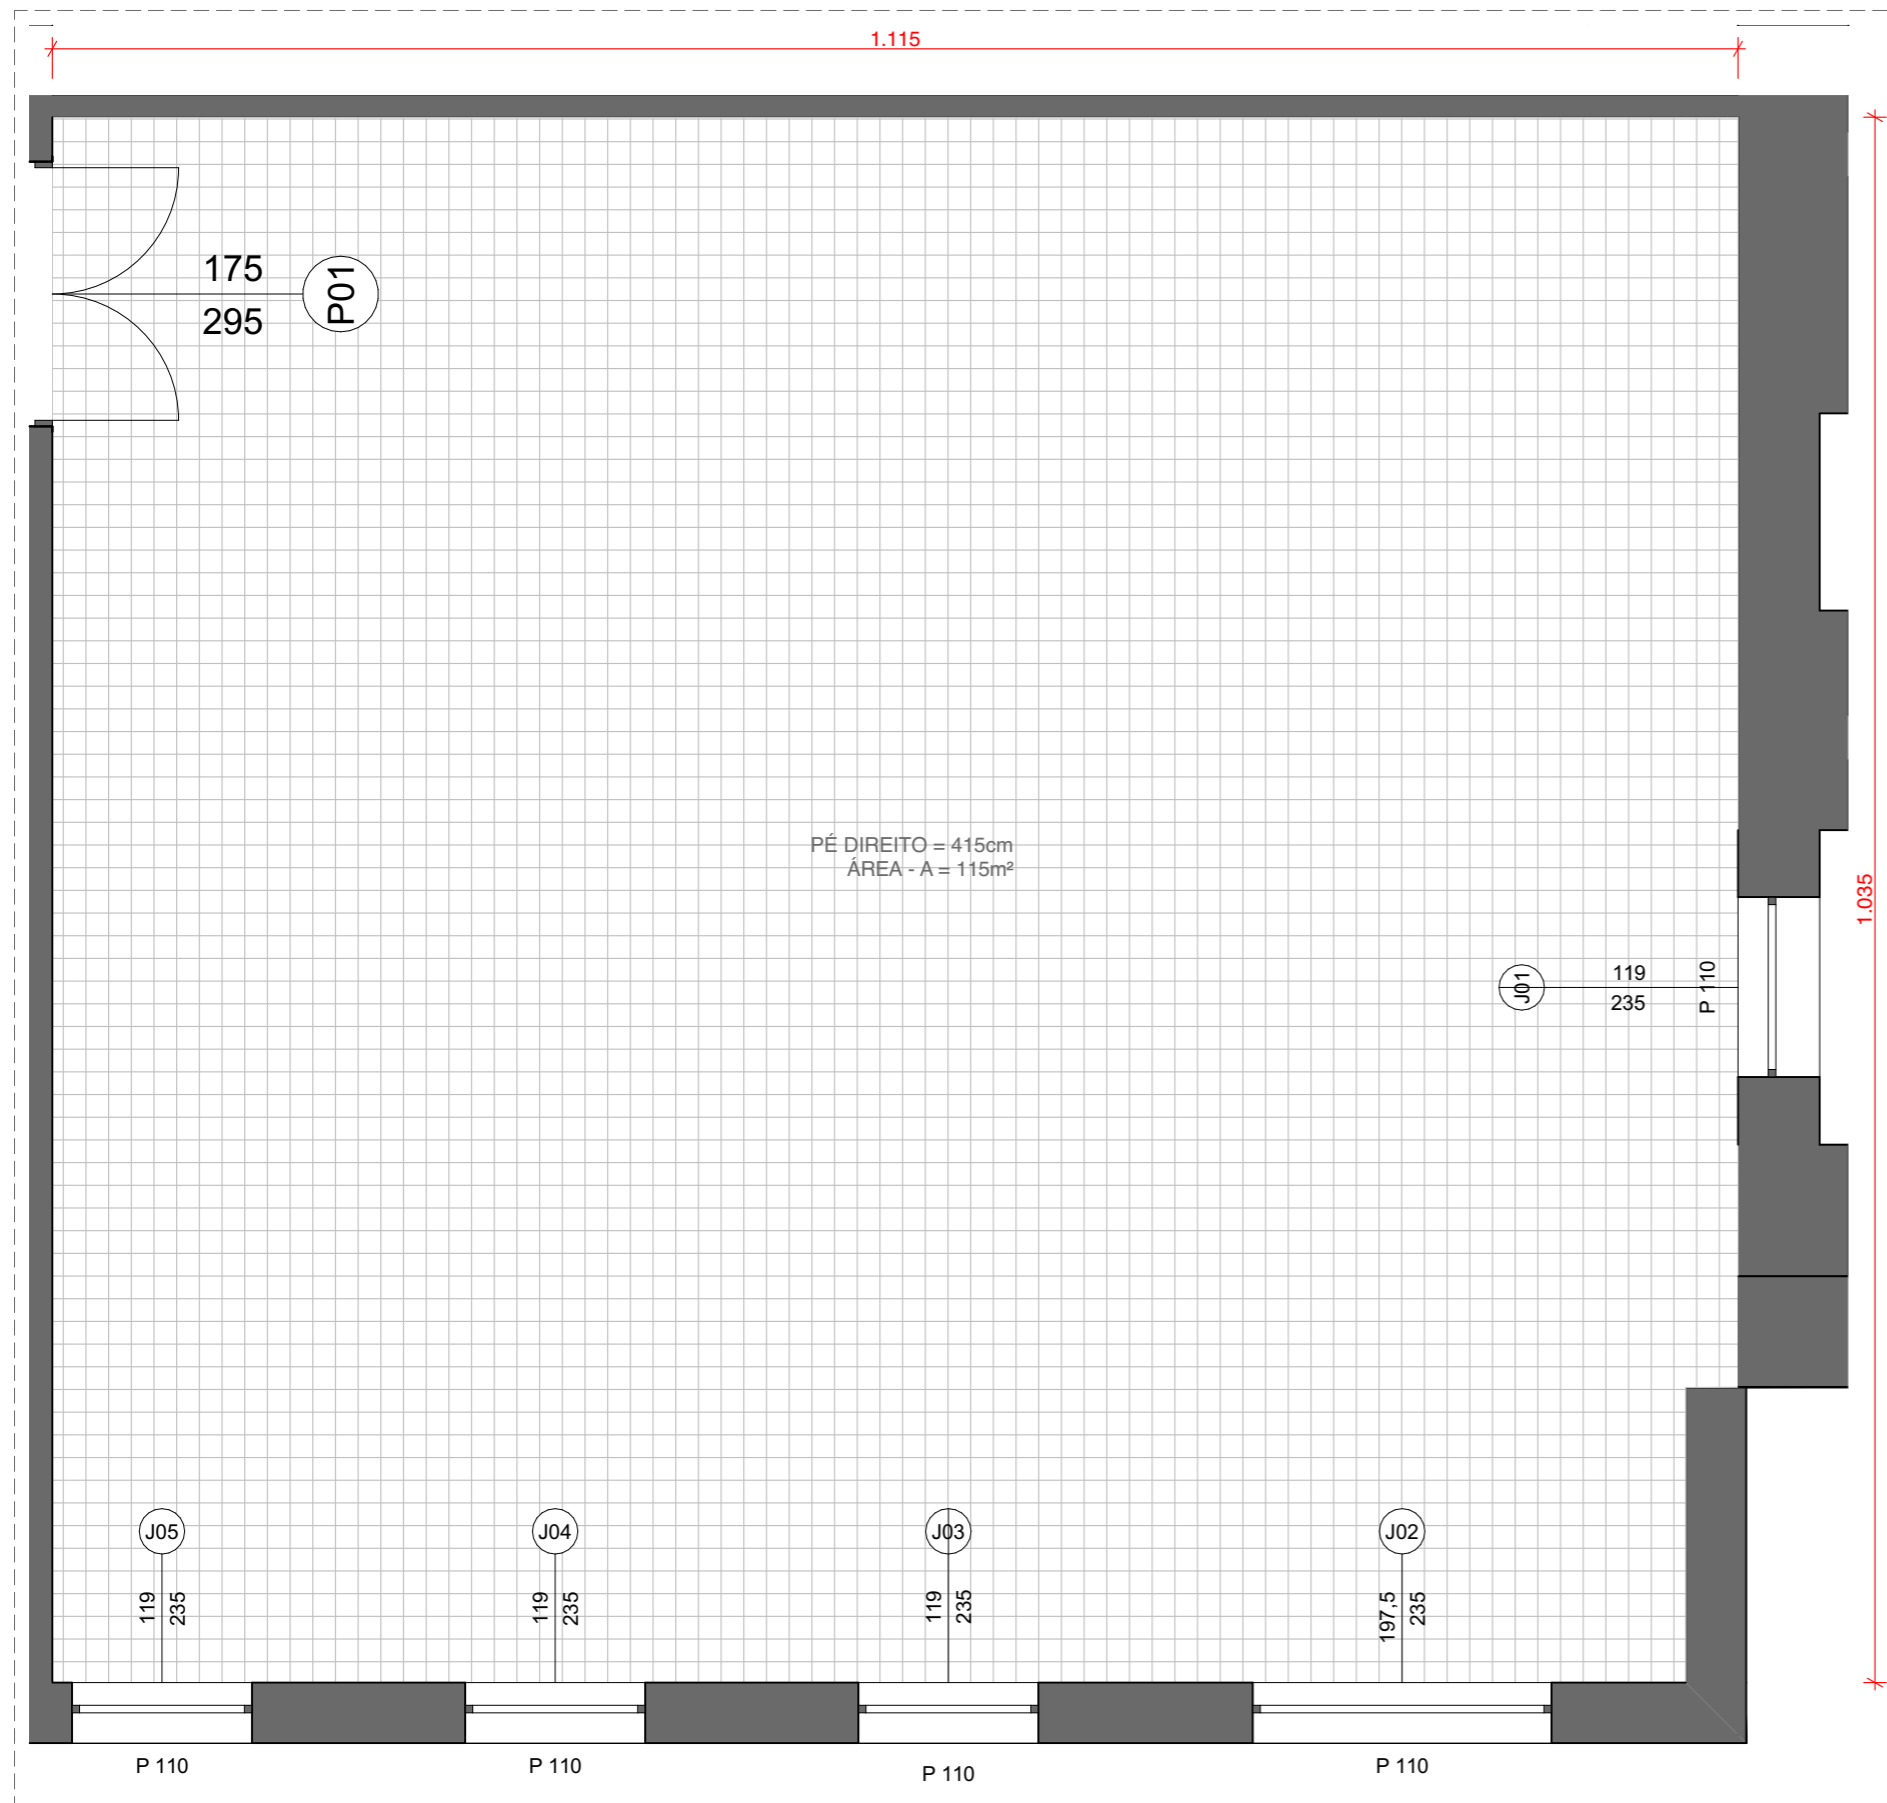 1.115
175
295
P01
PÉ DIREITO = 415cm
ÁREA - A = 115m²
1.035
J01
119
235
P 110
J05
119
235
J04
119
235
J03
119
235
J02
197,5
235
P 110
P 110
P 110
P 110